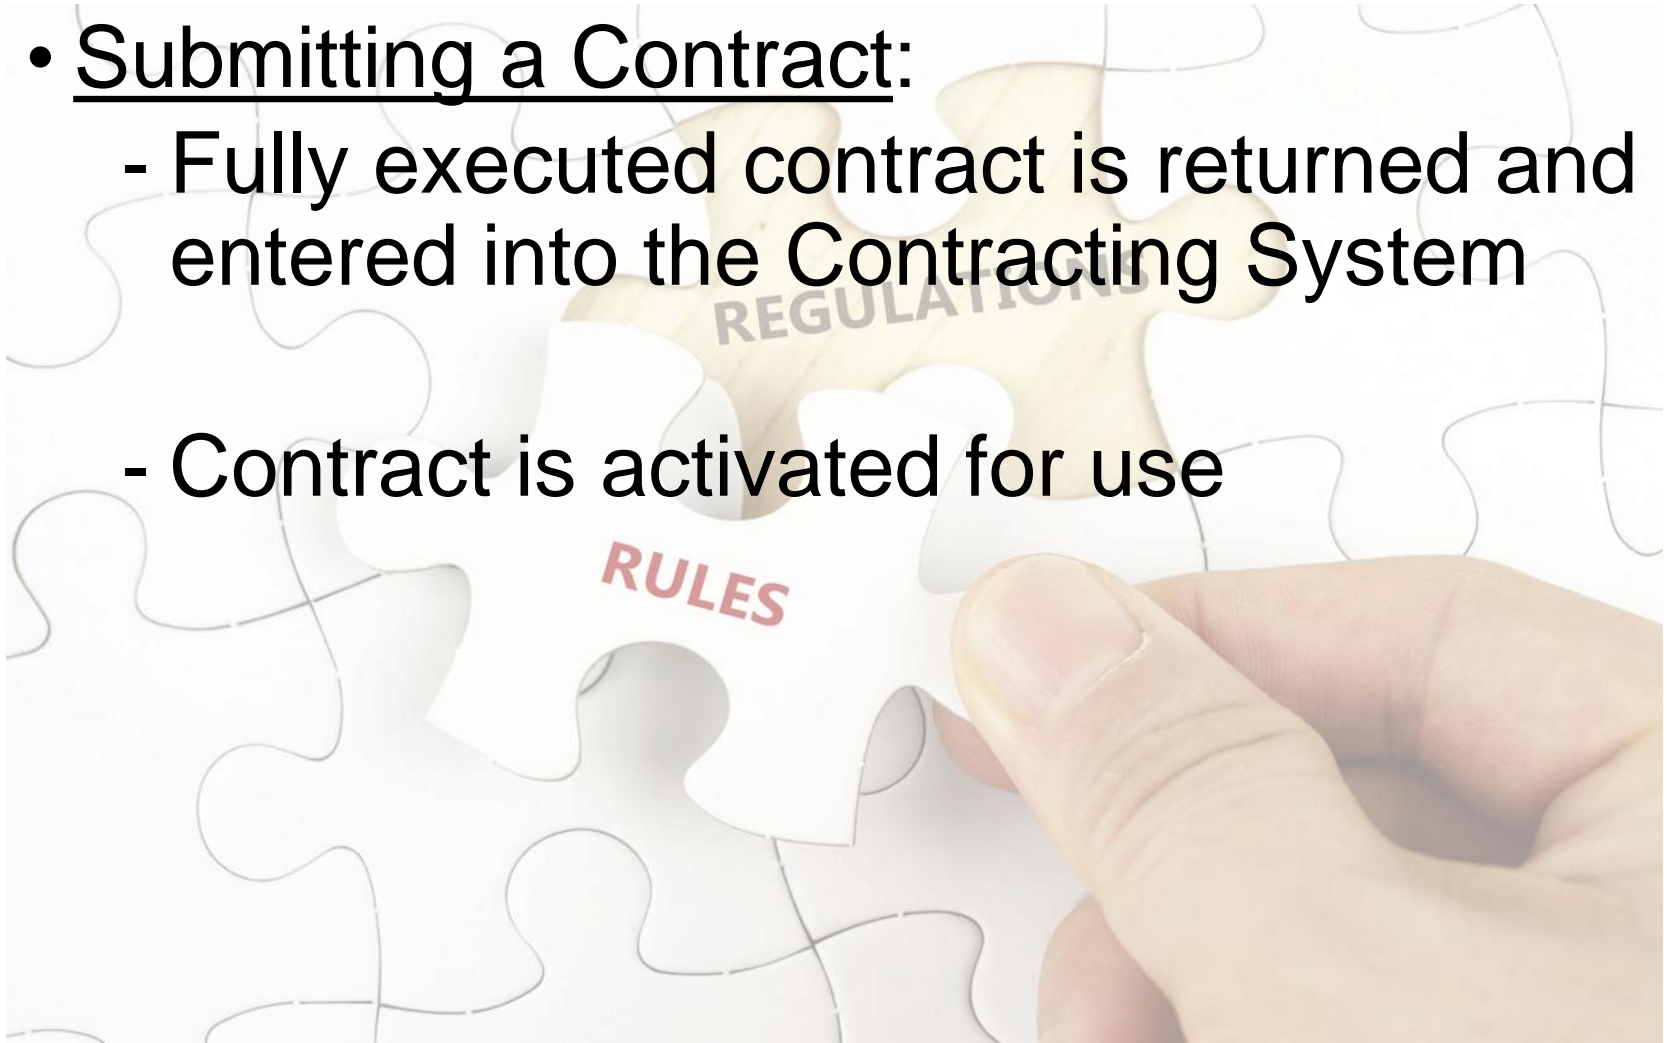 • Submitting a Contract:
- Fully executed contract is returned and
entered into the Contracting System
REGULATIONS
- Contract is activated for use
RULES